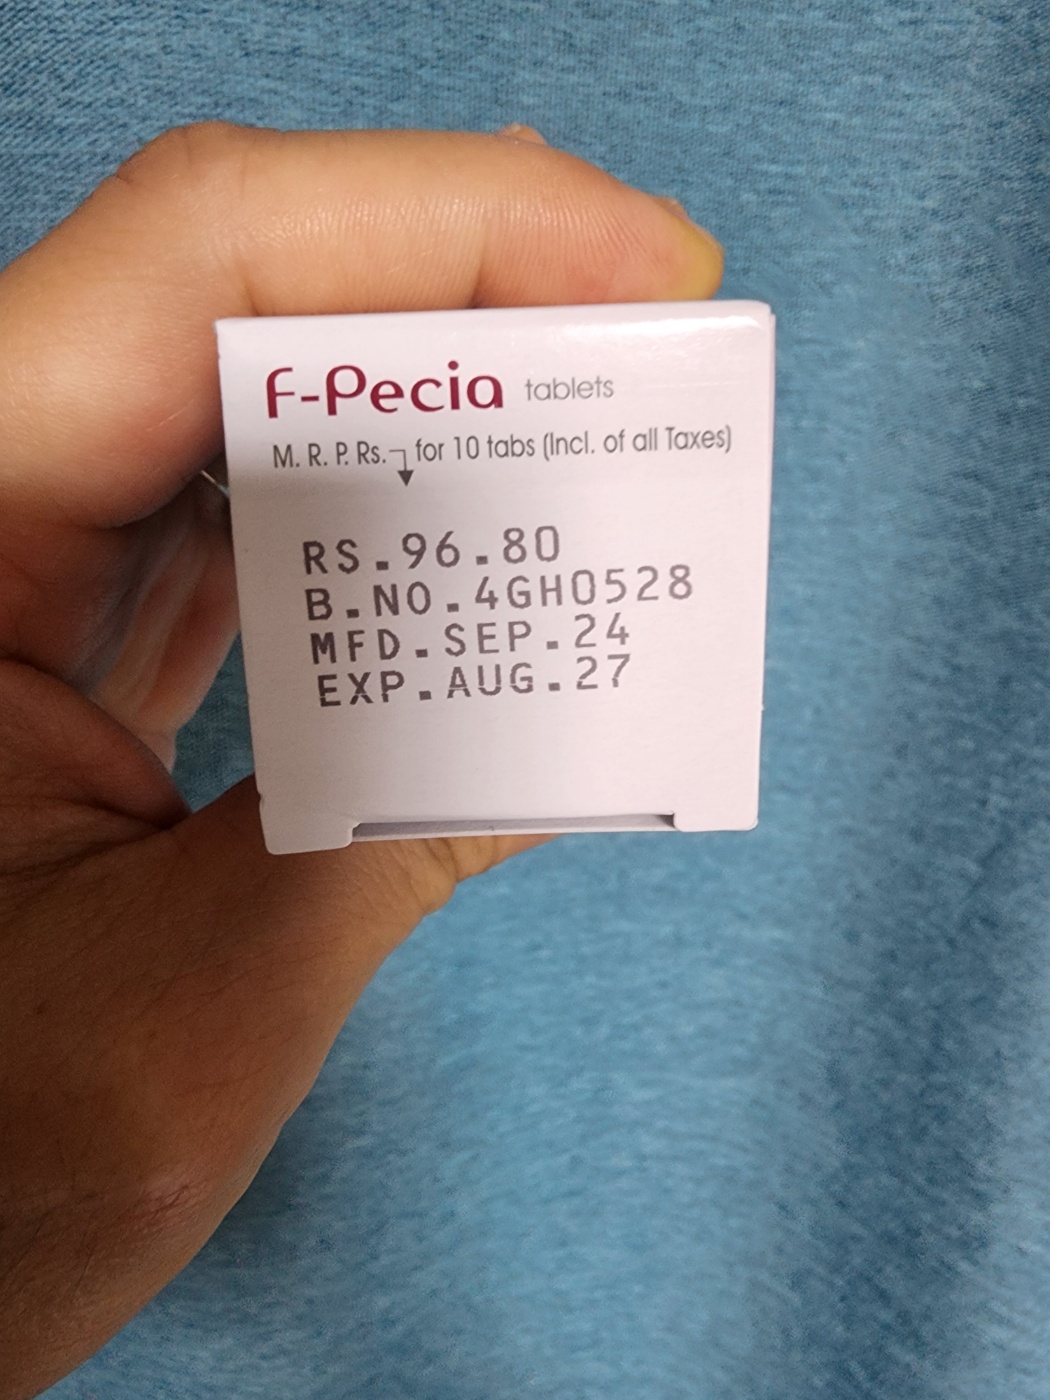 F-Pecia tablets
M. R. P. Rs. for 10 tabs (Incl. of all Taxes)
RS.96.80
B.NO.4GH0528
MFD.SEP.24
EXP.AUG.27